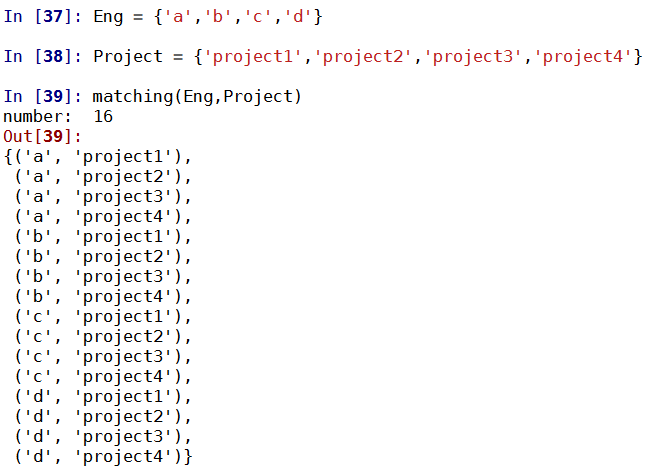 In [37]: Eng = {'a','b','c','d'}
In [38]: Project = {'project1','project2','project3','project4'}
In [39]: matching(Eng,Project)
number:  16
Out[39]:
{('a', 'project1'),
 ('a', 'project2'),
 ('a', 'project3'),
 ('a', 'project4'),
 ('b', 'project1'),
 ('b', 'project2'),
 ('b', 'project3'),
 ('b', 'project4'),
 ('c', 'project1'),
 ('c', 'project2'),
 ('c', 'project3'),
 ('c', 'project4'),
 ('d', 'project1'),
 ('d', 'project2'),
 ('d', 'project3'),
 ('d', 'project4')}